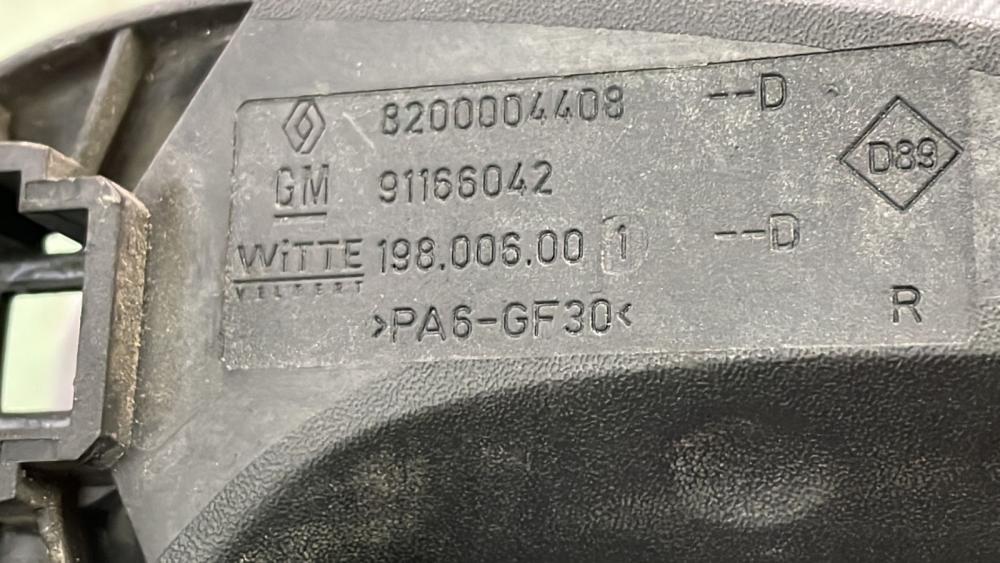 8200004408 --D
GM 91166042
D89
WiTTE 198.006.00 1 --D
VELBERT
>PA6-GF30< R